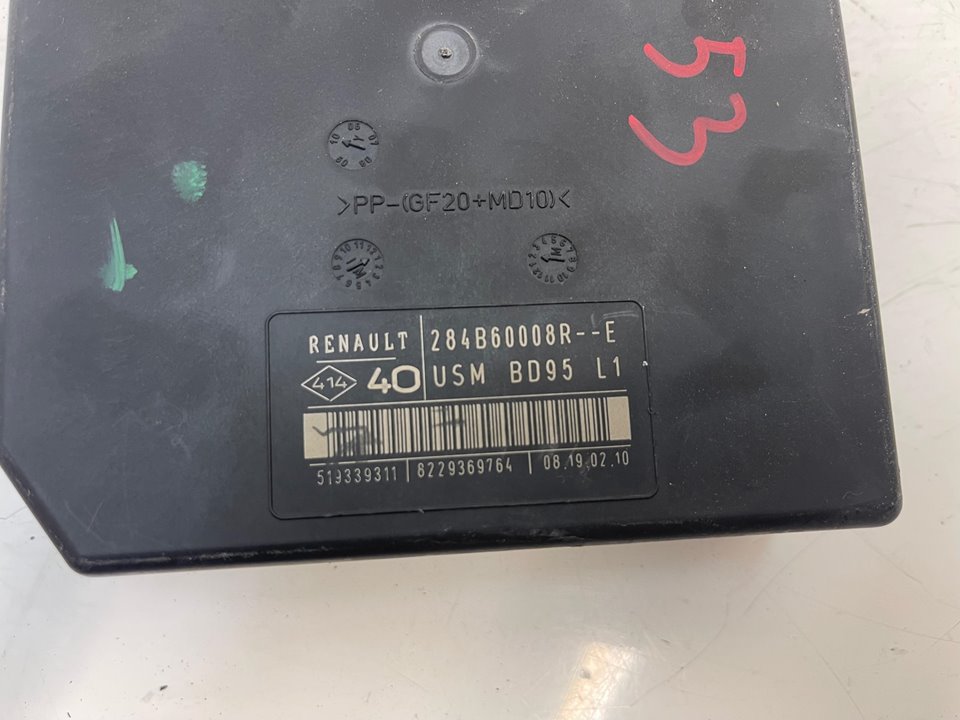 53
>PP-(GF20+MD10)<
RENAULT 284B60008R--E
414 40 USM BD95 L1
519339311 8229369764 08.19.02.10